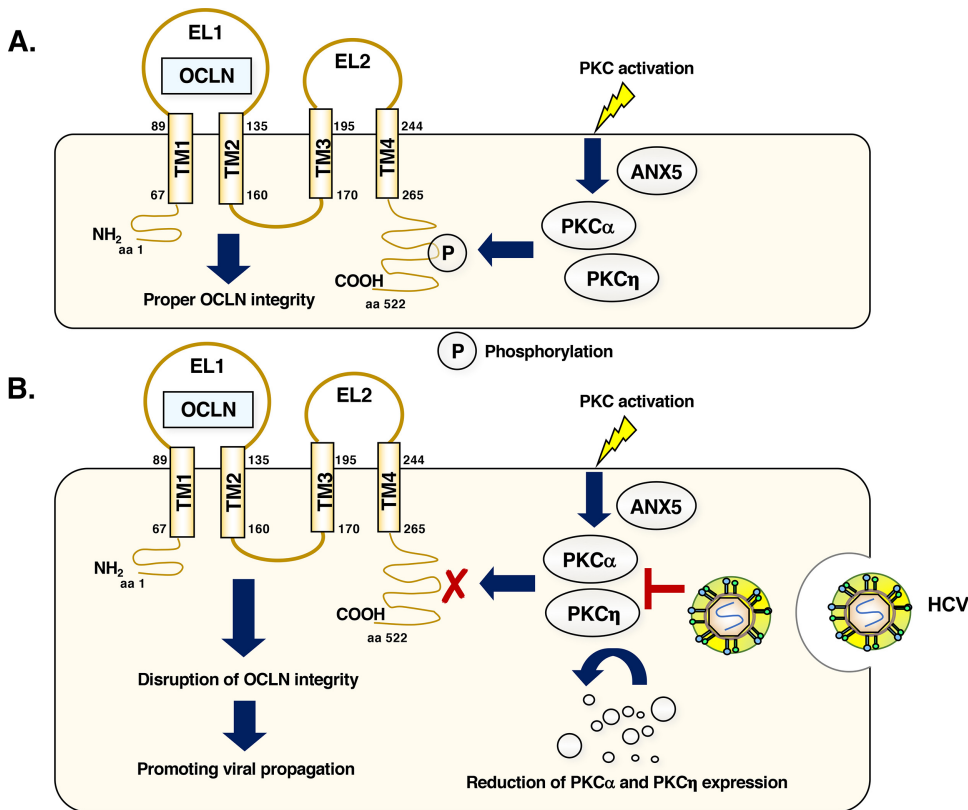 A.
EL1
OCLN
EL2
PKC activation
89
135
195
244
TM1
TM2
TM3
TM4
ANX5
67
160
170
265
PKCα
NH2
aa 1
P
PKCη
COOH
aa 522
Proper OCLN integrity
P Phosphorylation
B.
EL1
OCLN
EL2
PKC activation
89
135
195
244
TM1
TM2
TM3
TM4
ANX5
67
160
170
265
PKCα
NH2
aa 1
X
PKCη
HCV
COOH
aa 522
Disruption of OCLN integrity
Promoting viral propagation
Reduction of PKCα and PKCη expression